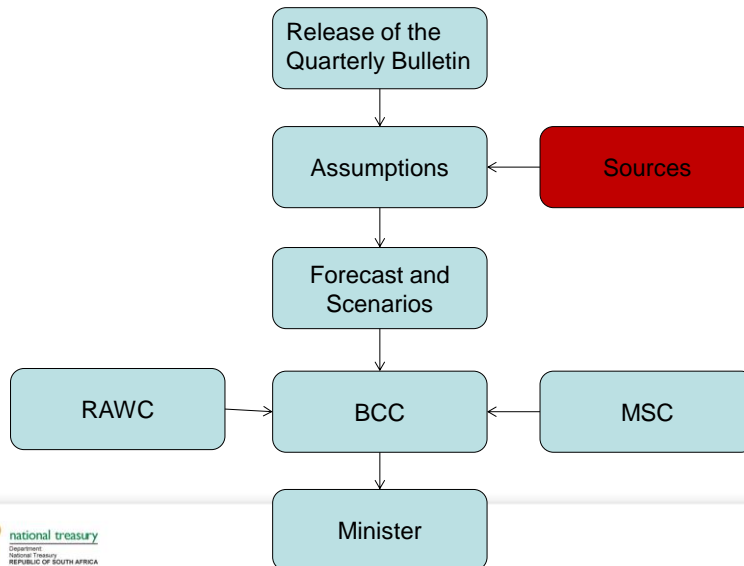 Release of the
Quarterly Bulletin
Assumptions
Sources
Forecast and
Scenarios
RAWC
BCC
MSC
Minister
national treasury
Department:
National Treasury
REPUBLIC OF SOUTH AFRICA